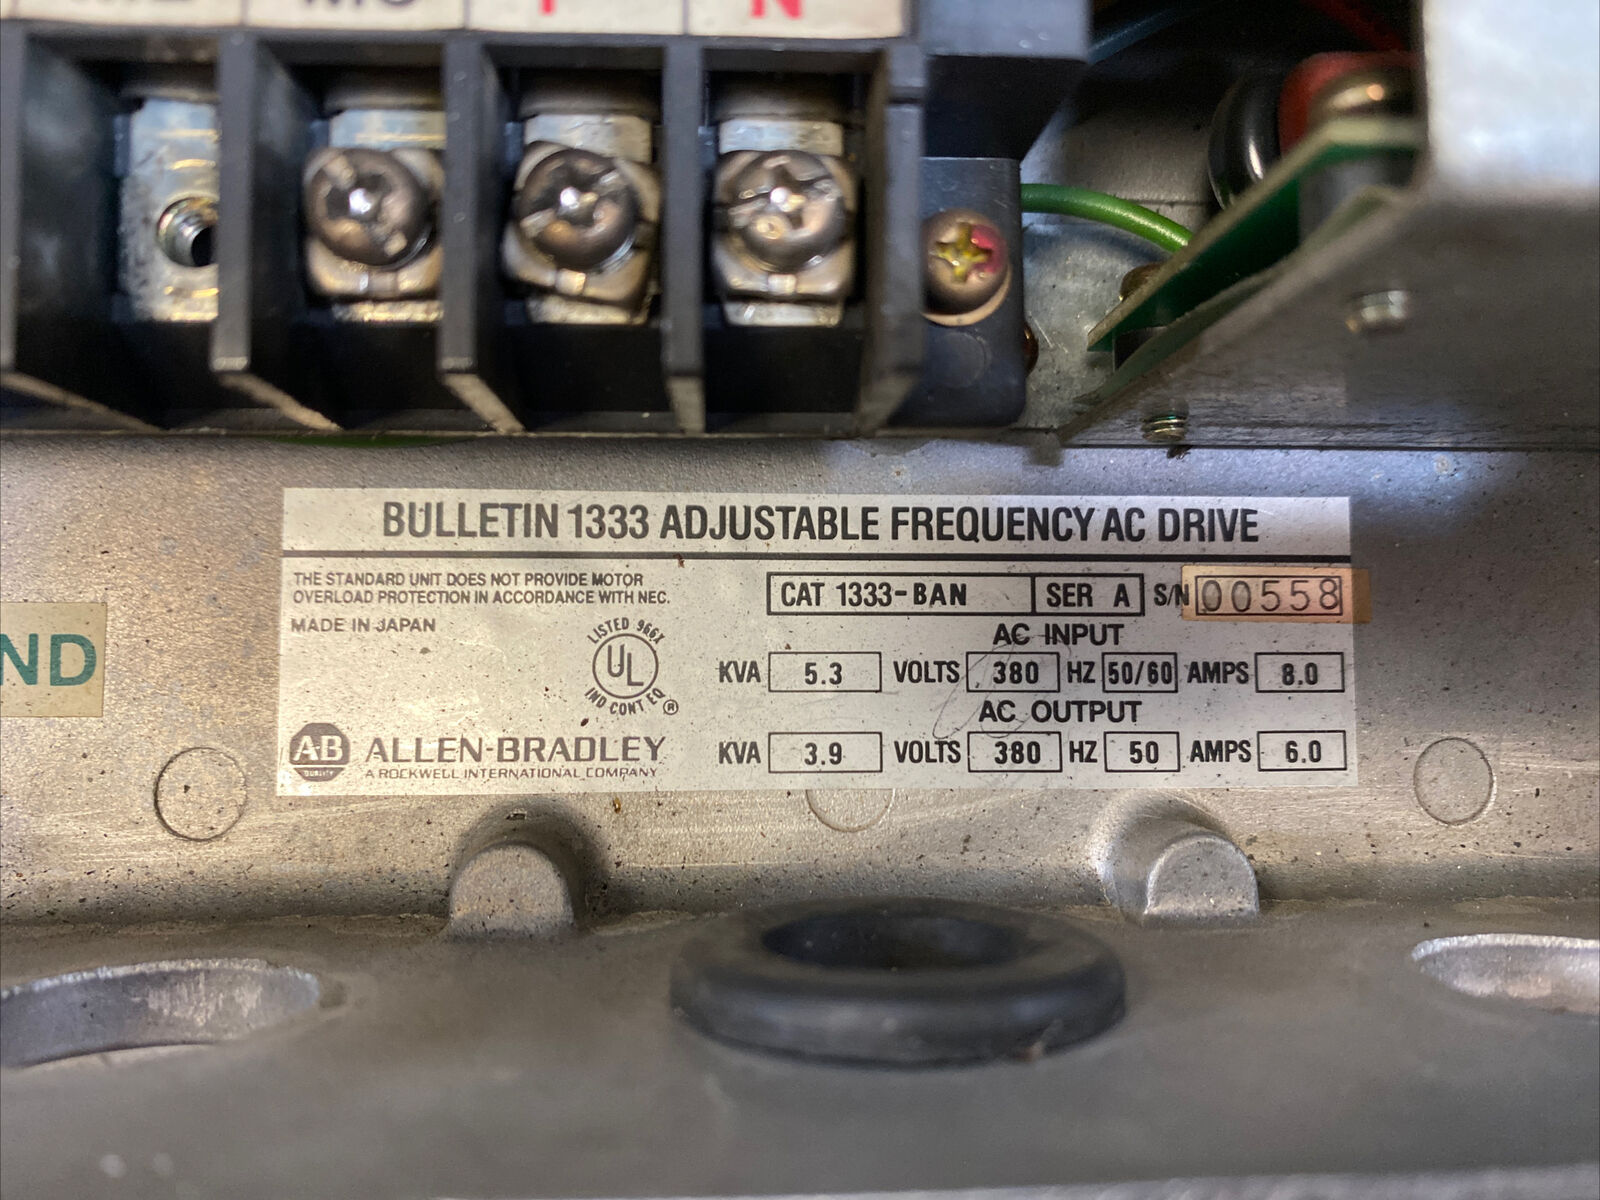 N
BULLETIN 1333 ADJUSTABLE FREQUENCY AC DRIVE
THE STANDARD UNIT DOES NOT PROVIDE MOTOR
OVERLOAD PROTECTION IN ACCORDANCE WITH NEC.
MADE IN JAPAN
LISTED 966X
UL
IND CONT EQ ®
AB
QUALITY
ALLEN-BRADLEY
A ROCKWELL INTERNATIONAL COMPANY
CAT 1333-BAN SER A S/N 00558
AC INPUT
KVA 5.3 VOLTS 380 HZ 50/60 AMPS 8.0
AC OUTPUT
KVA 3.9 VOLTS 380 HZ 50 AMPS 6.0
ND